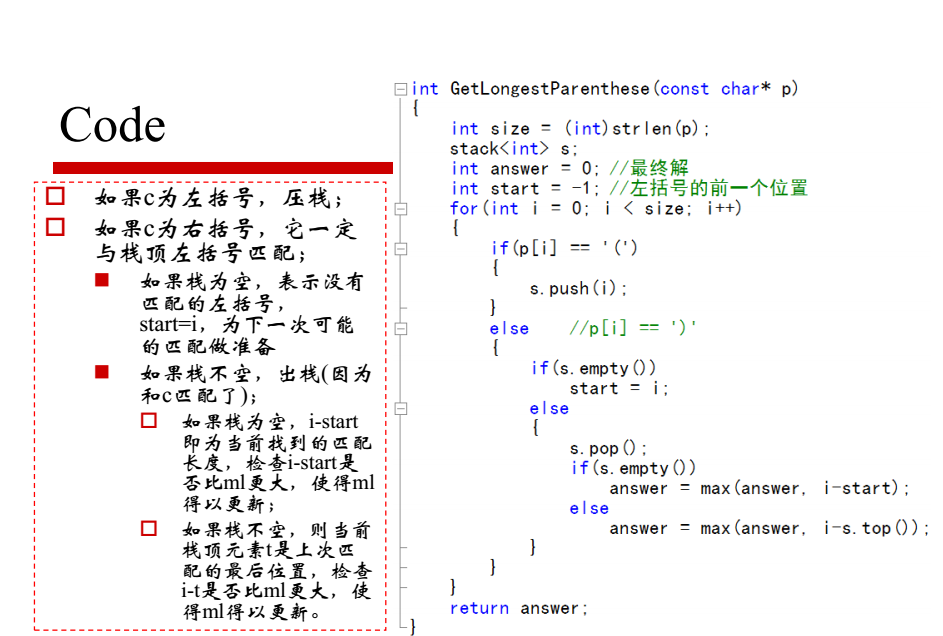 Code
如果c为左括号，压栈；
如果c为右括号，它一定
与栈顶左括号匹配；
如果栈为空，表示没有
匹配的左括号，
start=i，为下一次可能
的匹配做准备
如果栈不空，出栈(因为
和c匹配了)；
如果栈为空，i-start
即为当前找到的匹配
长度，检查i-start是
否比ml更大，使得ml
得以更新；
如果栈不空，则当前
栈顶元素t是上次匹
配的最后位置，检查
i-t是否比ml更大，使
得ml得以更新。
int GetLongestParenthese(const char* p)
{
    int size = (int)strlen(p);
    stack<int> s;
    int answer = 0; //最终解
    int start = -1; //左括号的前一个位置
    for(int i = 0; i < size; i++)
    {
        if(p[i] == '(')
        {
            s.push(i);
        }
        else    //p[i] == ')'
        {
            if(s.empty())
                start = i;
            else
            {
                s.pop();
                if(s.empty())
                    answer = max(answer, i-start);
                else
                    answer = max(answer, i-s.top());
            }
        }
    }
    return answer;
}